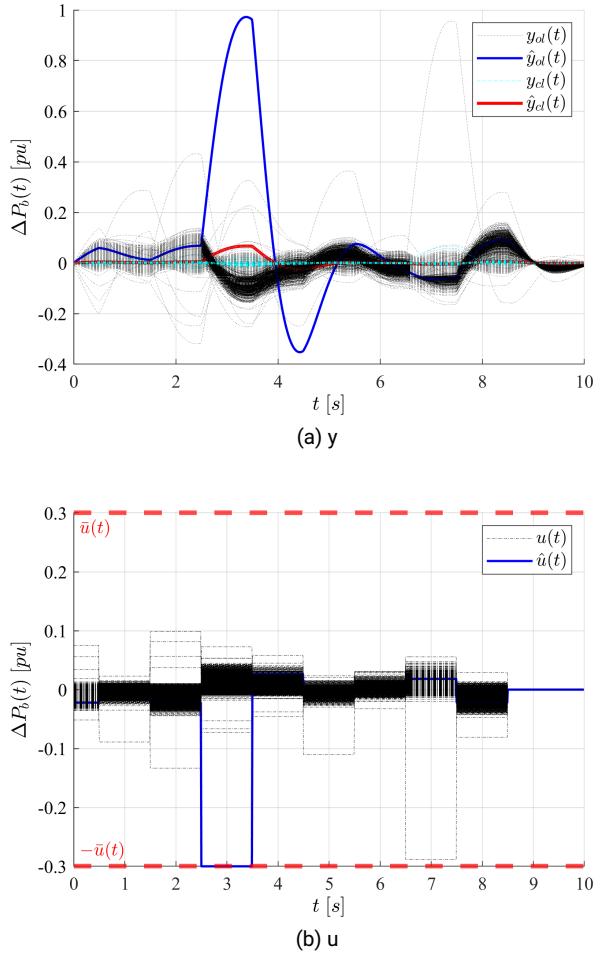 1
0.8
0.6
0.4
0.2
0
-0.2
-0.4
ΔP_b(t) [pu]
y_ol(t)
ŷ_ol(t)
y_cl(t)
ŷ_cl(t)
0 2 4 6 8 10
t [s]
(a) y
0.3
0.2
0.1
0
-0.1
-0.2
-0.3
ΔP_b(t) [pu]
ū(t)
u(t)
û(t)
−ū(t)
0 1 2 3 4 5 6 7 8 9 10
t [s]
(b) u